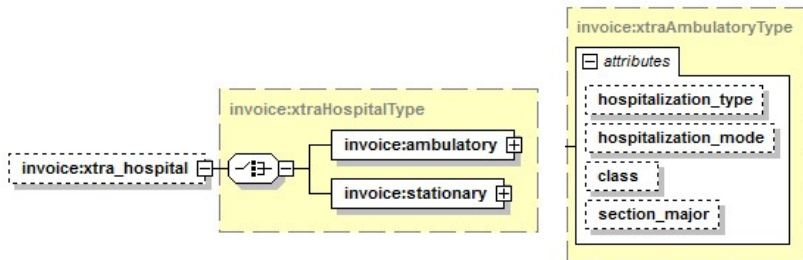 invoice:xtraAmbulatoryType
attributes
invoice:xtraHospitalType
hospitalization_type
invoice:ambulatory
hospitalization_mode
invoice:xtra_hospital
class
invoice:stationary
section_major